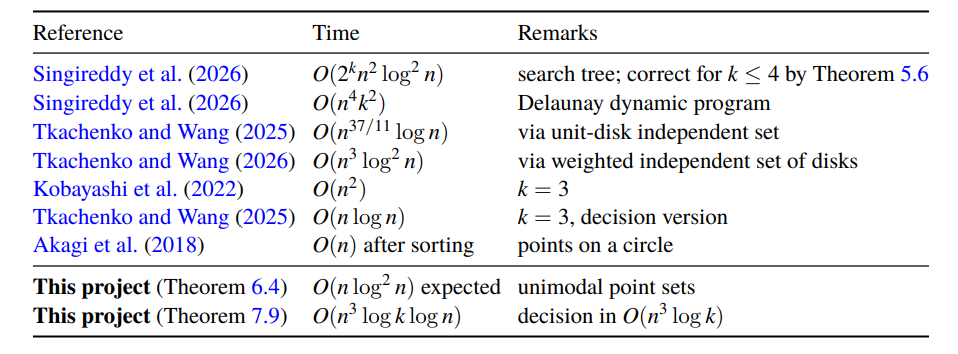 Reference Time Remarks
Singireddy et al. (2026) O(2^k n^2 log^2 n) search tree; correct for k ≤ 4 by Theorem 5.6
Singireddy et al. (2026) O(n^4 k^2) Delaunay dynamic program
Tkachenko and Wang (2025) O(n^{37/11} log n) via unit-disk independent set
Tkachenko and Wang (2026) O(n^3 log^2 n) via weighted independent set of disks
Kobayashi et al. (2022) O(n^2) k = 3
Tkachenko and Wang (2025) O(n log n) k = 3, decision version
Akagi et al. (2018) O(n) after sorting points on a circle
This project (Theorem 6.4) O(n log^2 n) expected unimodal point sets
This project (Theorem 7.9) O(n^3 log k log n) decision in O(n^3 log k)